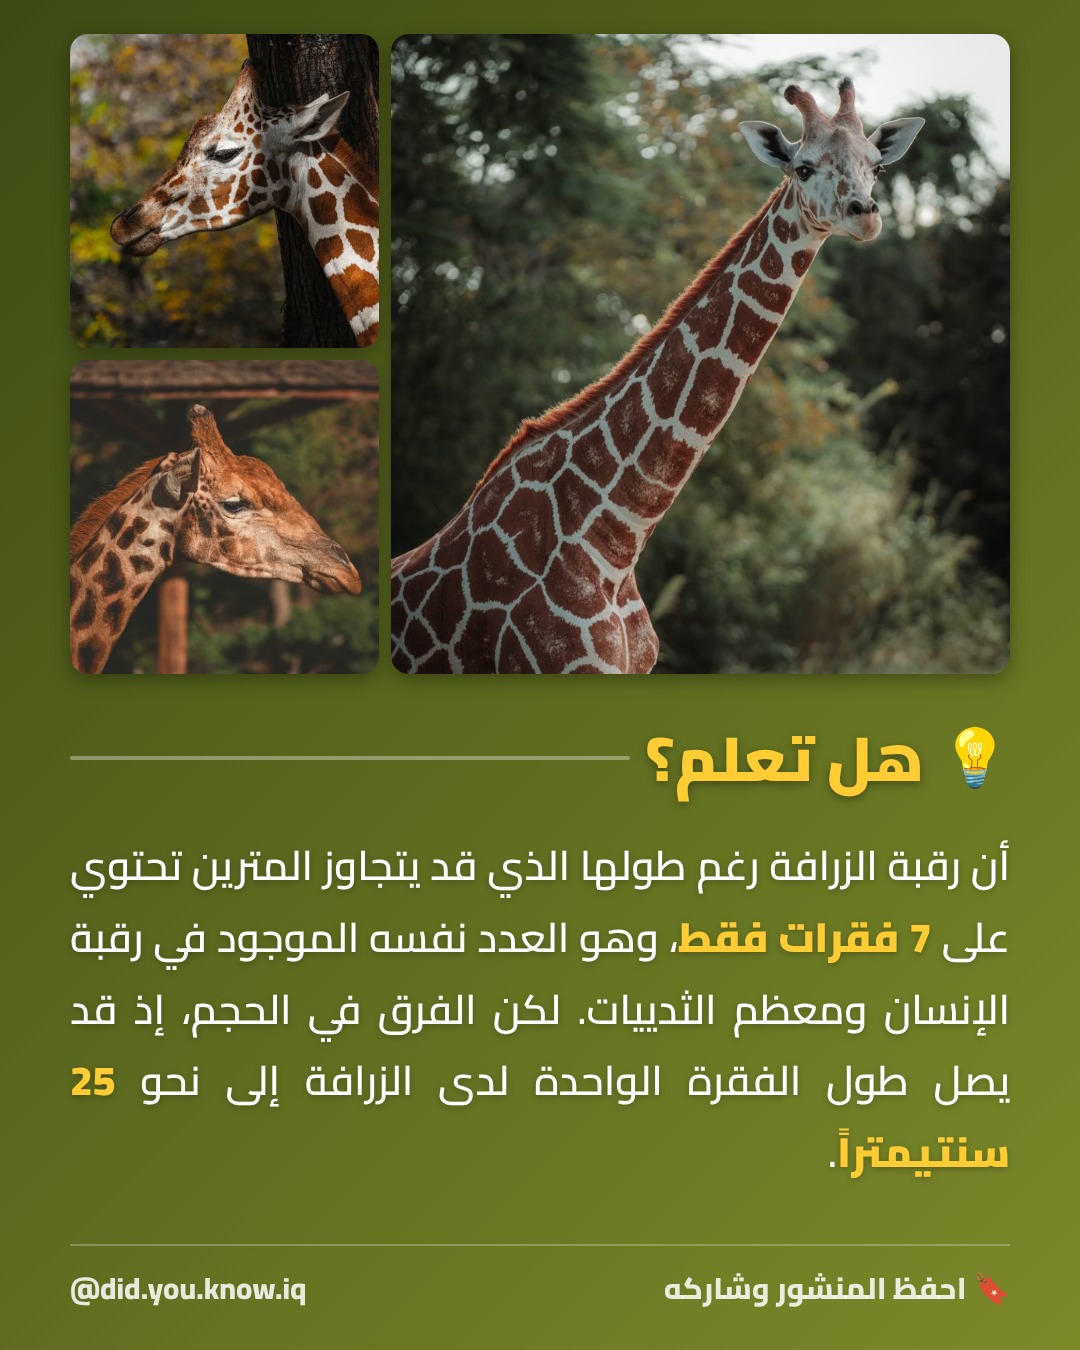 💡 هل تعلم؟
أن رقبة الزرافة رغم طولها الذي قد يتجاوز المترين تحتوي
على 7 فقرات فقط، وهو العدد نفسه الموجود في رقبة
الإنسان ومعظم الثدييات. لكن الفرق في الحجم، إذ قد
يصل طول الفقرة الواحدة لدى الزرافة إلى نحو 25
سنتيمتراً.
🔖 احفظ المنشور وشاركه
@did.you.know.iq